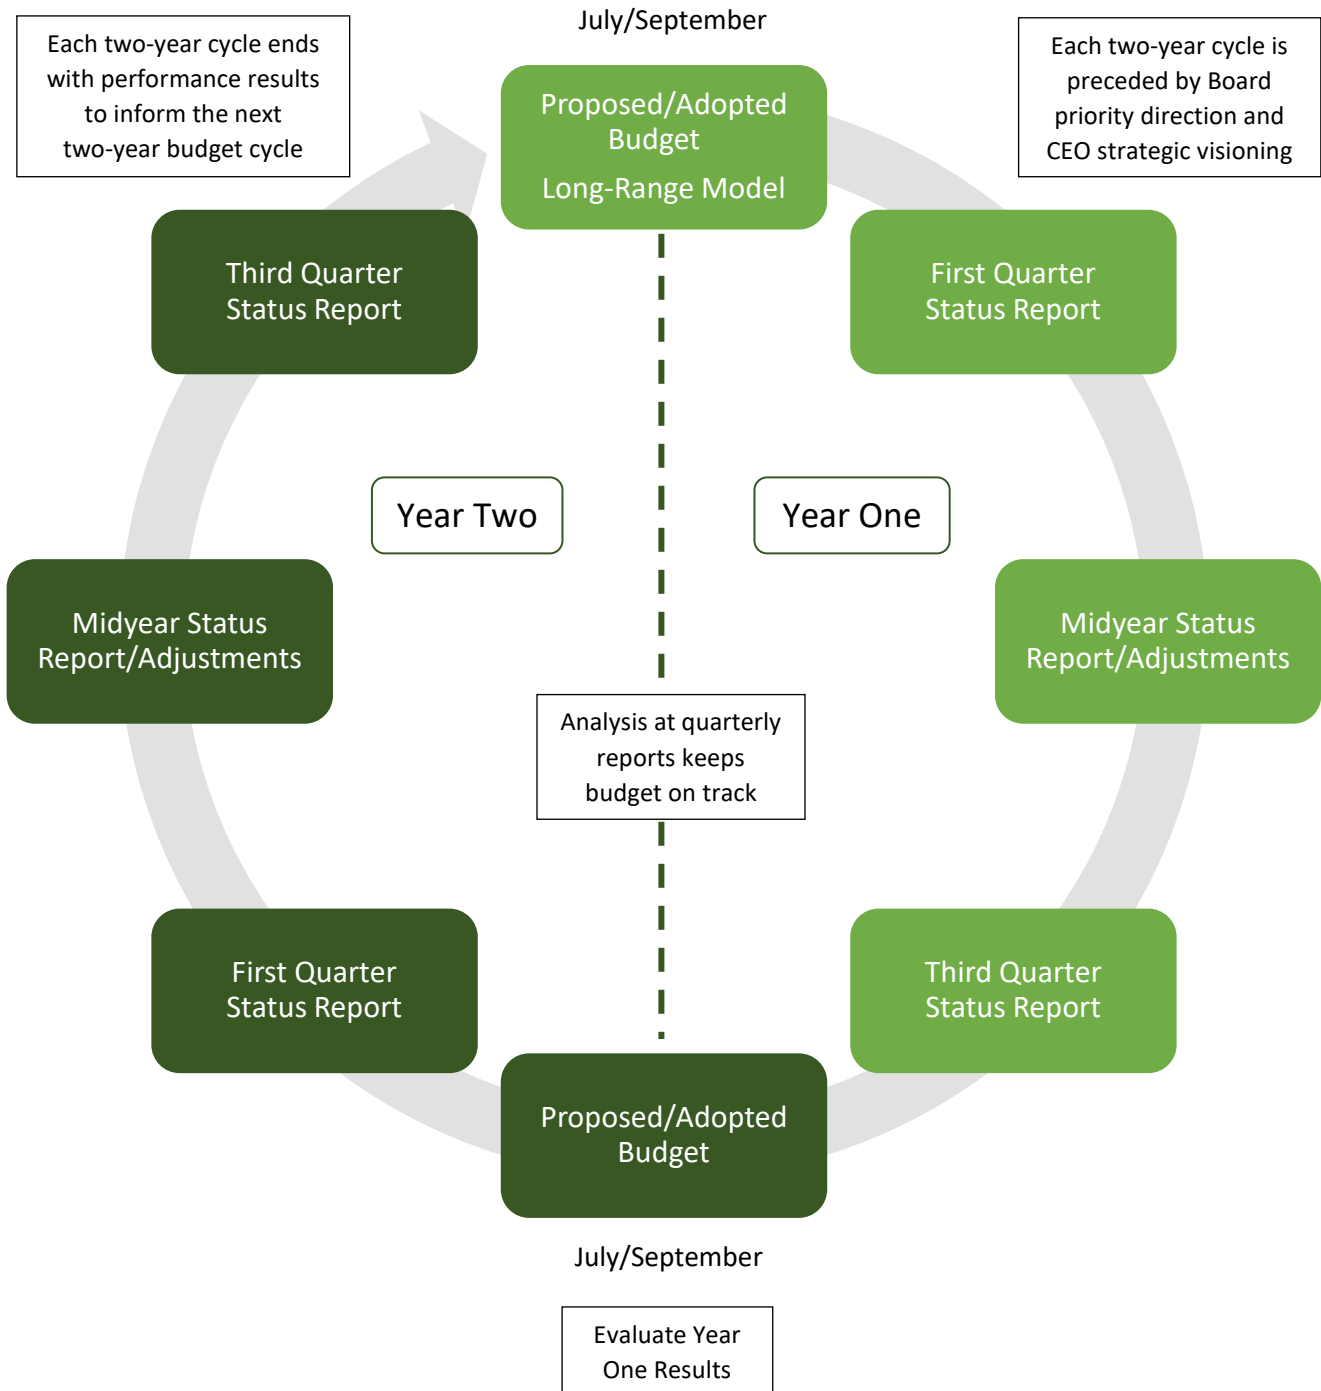 July/September
Each two-year cycle ends
with performance results
to inform the next
two-year budget cycle
Each two-year cycle is
preceded by Board
priority direction and
CEO strategic visioning
Proposed/Adopted
Budget
Long-Range Model
Third Quarter
Status Report
First Quarter
Status Report
Year Two
Year One
Midyear Status
Report/Adjustments
Midyear Status
Report/Adjustments
Analysis at quarterly
reports keeps
budget on track
First Quarter
Status Report
Third Quarter
Status Report
Proposed/Adopted
Budget
July/September
Evaluate Year
One Results